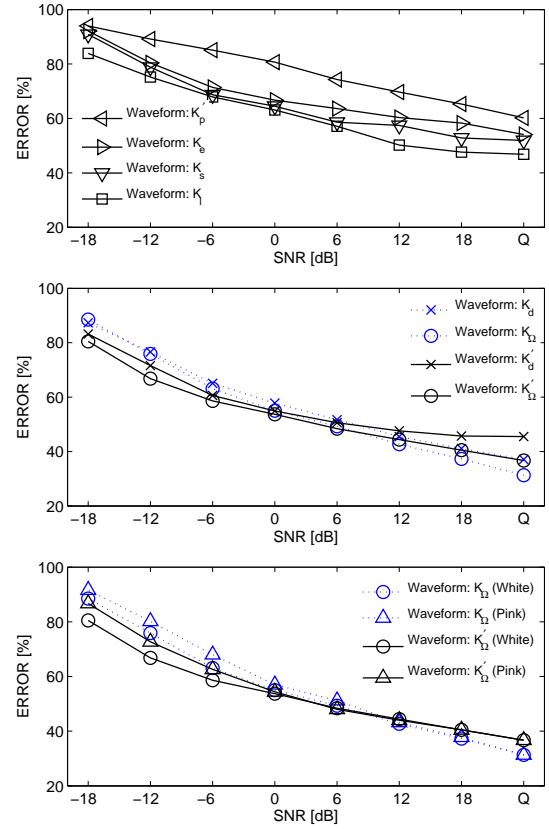 100
80
60
40
20
ERROR [%]
Waveform: K_p
Waveform: K_e
Waveform: K_s
Waveform: K_l
−18 −12 −6 0 6 12 18 Q
SNR [dB]
100
80
60
40
20
ERROR [%]
Waveform: K_d
Waveform: K_Ω
Waveform: K′_d
Waveform: K′_Ω
−18 −12 −6 0 6 12 18 Q
SNR [dB]
100
80
60
40
20
ERROR [%]
Waveform: K_Ω (White)
Waveform: K_Ω (Pink)
Waveform: K′_Ω (White)
Waveform: K′_Ω (Pink)
−18 −12 −6 0 6 12 18 Q
SNR [dB]